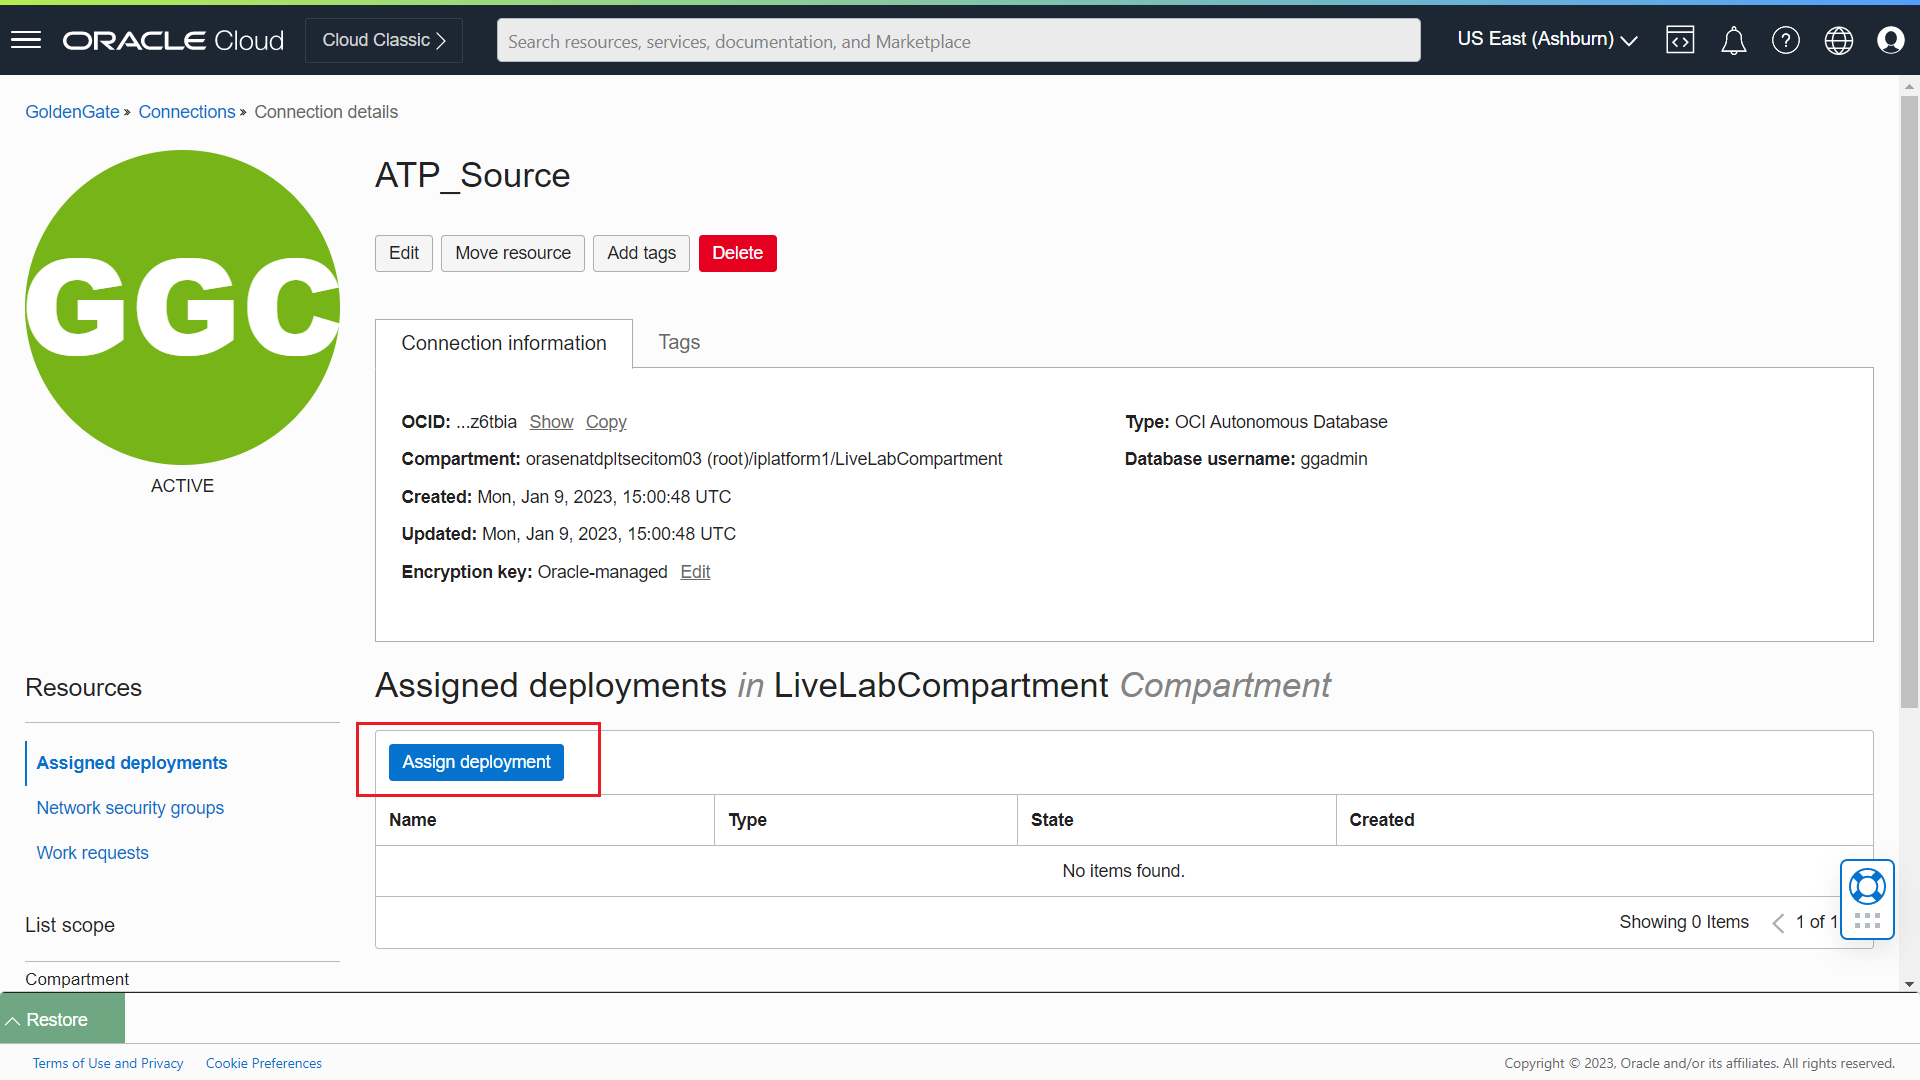 ORACLE Cloud
Cloud Classic
Search resources, services, documentation, and Marketplace
US East (Ashburn)
GoldenGate » Connections » Connection details
GGC
ACTIVE
ATP_Source
Edit Move resource Add tags Delete
Connection information Tags
OCID: ...z6tbia Show Copy
Compartment: orasenatdpltsecitom03 (root)/iplatform1/LiveLabCompartment
Created: Mon, Jan 9, 2023, 15:00:48 UTC
Updated: Mon, Jan 9, 2023, 15:00:48 UTC
Encryption key: Oracle-managed Edit
Type: OCI Autonomous Database
Database username: ggadmin
Resources
Assigned deployments
Network security groups
Work requests
List scope
Compartment
Assigned deployments in LiveLabCompartment Compartment
Assign deployment
Name Type State Created
No items found.
Showing 0 Items 1 of 1
Restore
Terms of Use and Privacy Cookie Preferences
Copyright © 2023, Oracle and/or its affiliates. All rights reserved.